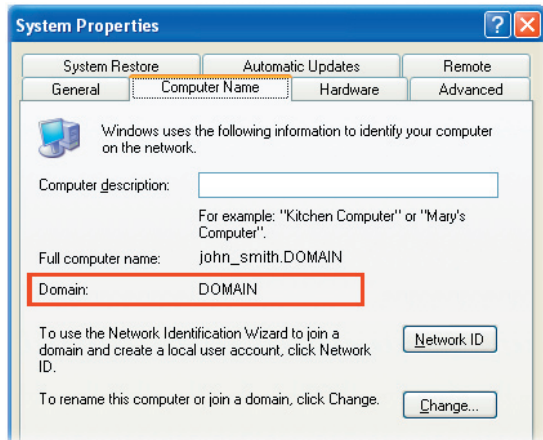 System Properties
System Restore Automatic Updates Remote
General Computer Name Hardware Advanced
Windows uses the following information to identify your computer
on the network.
Computer description:
For example: "Kitchen Computer" or "Mary's
Computer".
Full computer name: john_smith.DOMAIN
Domain: DOMAIN
To use the Network Identification Wizard to join a
domain and create a local user account, click Network
ID.
Network ID
To rename this computer or join a domain, click Change.
Change...